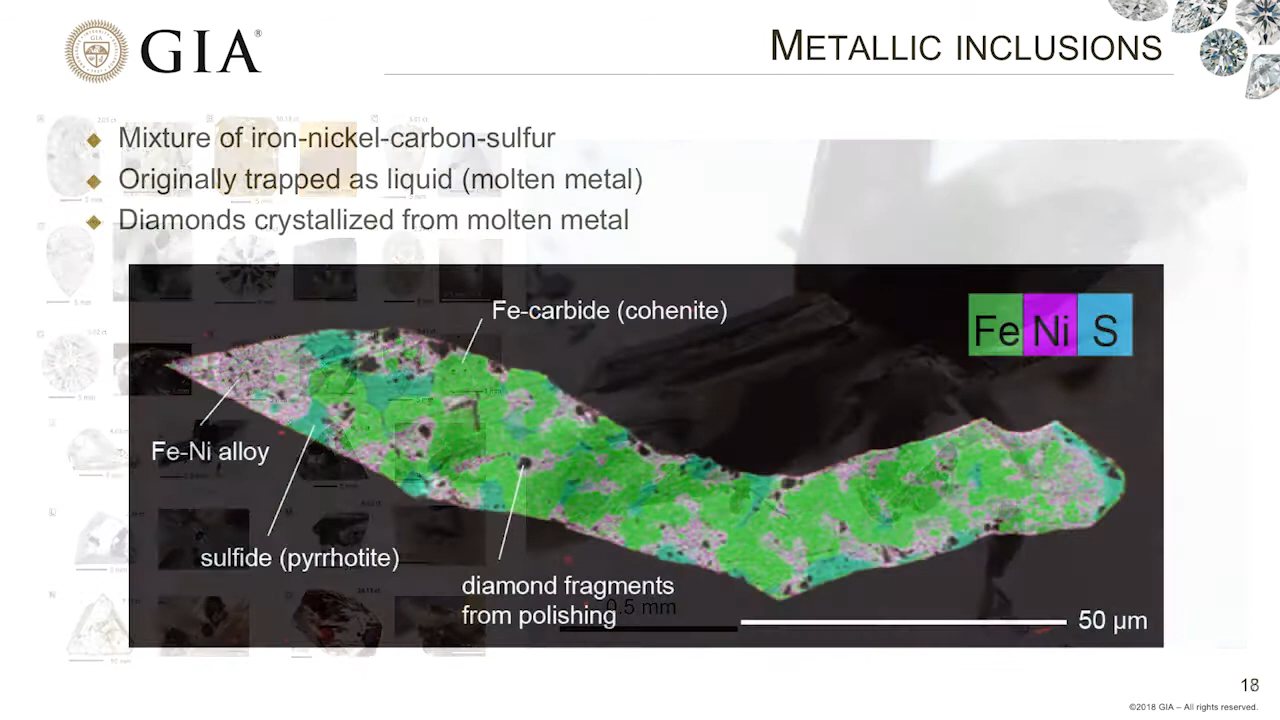 GIA®
METALLIC INCLUSIONS
Mixture of iron-nickel-carbon-sulfur
Originally trapped as liquid (molten metal)
Diamonds crystallized from molten metal
Fe-carbide (cohenite)
Fe Ni S
Fe-Ni alloy
sulfide (pyrrhotite)
diamond fragments
from polishing
0.5 mm
50 µm
18
©2018 GIA – All rights reserved.